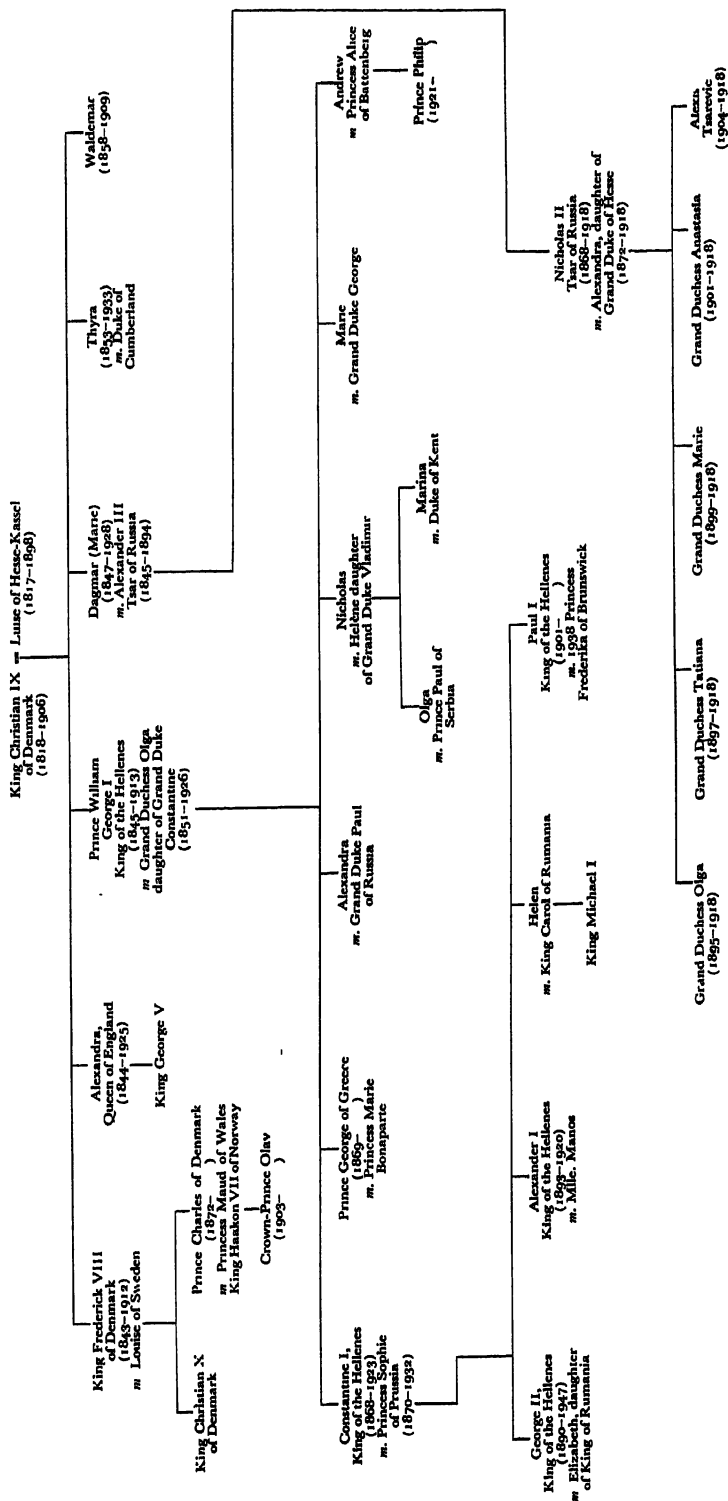 King Christian IX = Luise of Hesse-Kassel
of Denmark (1817–1898)
(1818–1906)
King Frederick VIII
of Denmark
(1843–1912)
m Louise of Sweden
Alexandra,
Queen of England
(1844–1925)
King George V
Prince William
George I
King of the Hellenes
(1845–1913)
m Grand Duchess Olga
daughter of Grand Duke
Constantine
(1851–1926)
Dagmar (Marie)
(1847–1928)
m. Alexander III
Tsar of Russia
(1845–1894)
Thyra
(1853–1933)
m. Duke of
Cumberland
Waldemar
(1858–1909)
King Christian X
of Denmark
Prince Charles of Denmark
(1872– )
m Princess Maud of Wales
King Haakon VII of Norway
Crown-Prince Olav
(1903– )
Constantine I,
King of the Hellenes
(1868–1923)
m. Princess Sophie
of Prussia
(1870–1932)
Prince George of Greece
(1869– )
m. Princess Marie
Bonaparte
Alexandra
m. Grand Duke Paul
of Russia
Nicholas
m. Helène daughter
of Grand Duke Vladimir
Marie
m. Grand Duke George
Andrew
m Princess Alice
of Battenberg
Olga
m. Prince Paul of
Serbia
Marina
m. Duke of Kent
Prince Philip
(1921– )
George II,
King of the Hellenes
(1890–1947)
m Elizabeth, daughter
of King of Rumania
Alexander I
King of the Hellenes
(1893–1920)
m. Mlle. Manos
Helen
m. King Carol of Rumania
King Michael I
Paul I
King of the Hellenes
(1901– )
m. 1938 Princess
Frederika of Brunswick
Nicholas II
Tsar of Russia
(1868–1918)
m. Alexandra, daughter of
Grand Duke of Hesse
(1872–1918)
Grand Duchess Olga
(1895–1918)
Grand Duchess Tatiana
(1897–1918)
Grand Duchess Marie
(1899–1918)
Grand Duchess Anastasia
(1901–1918)
Alexn.
Tsarevic
(1904–1918)